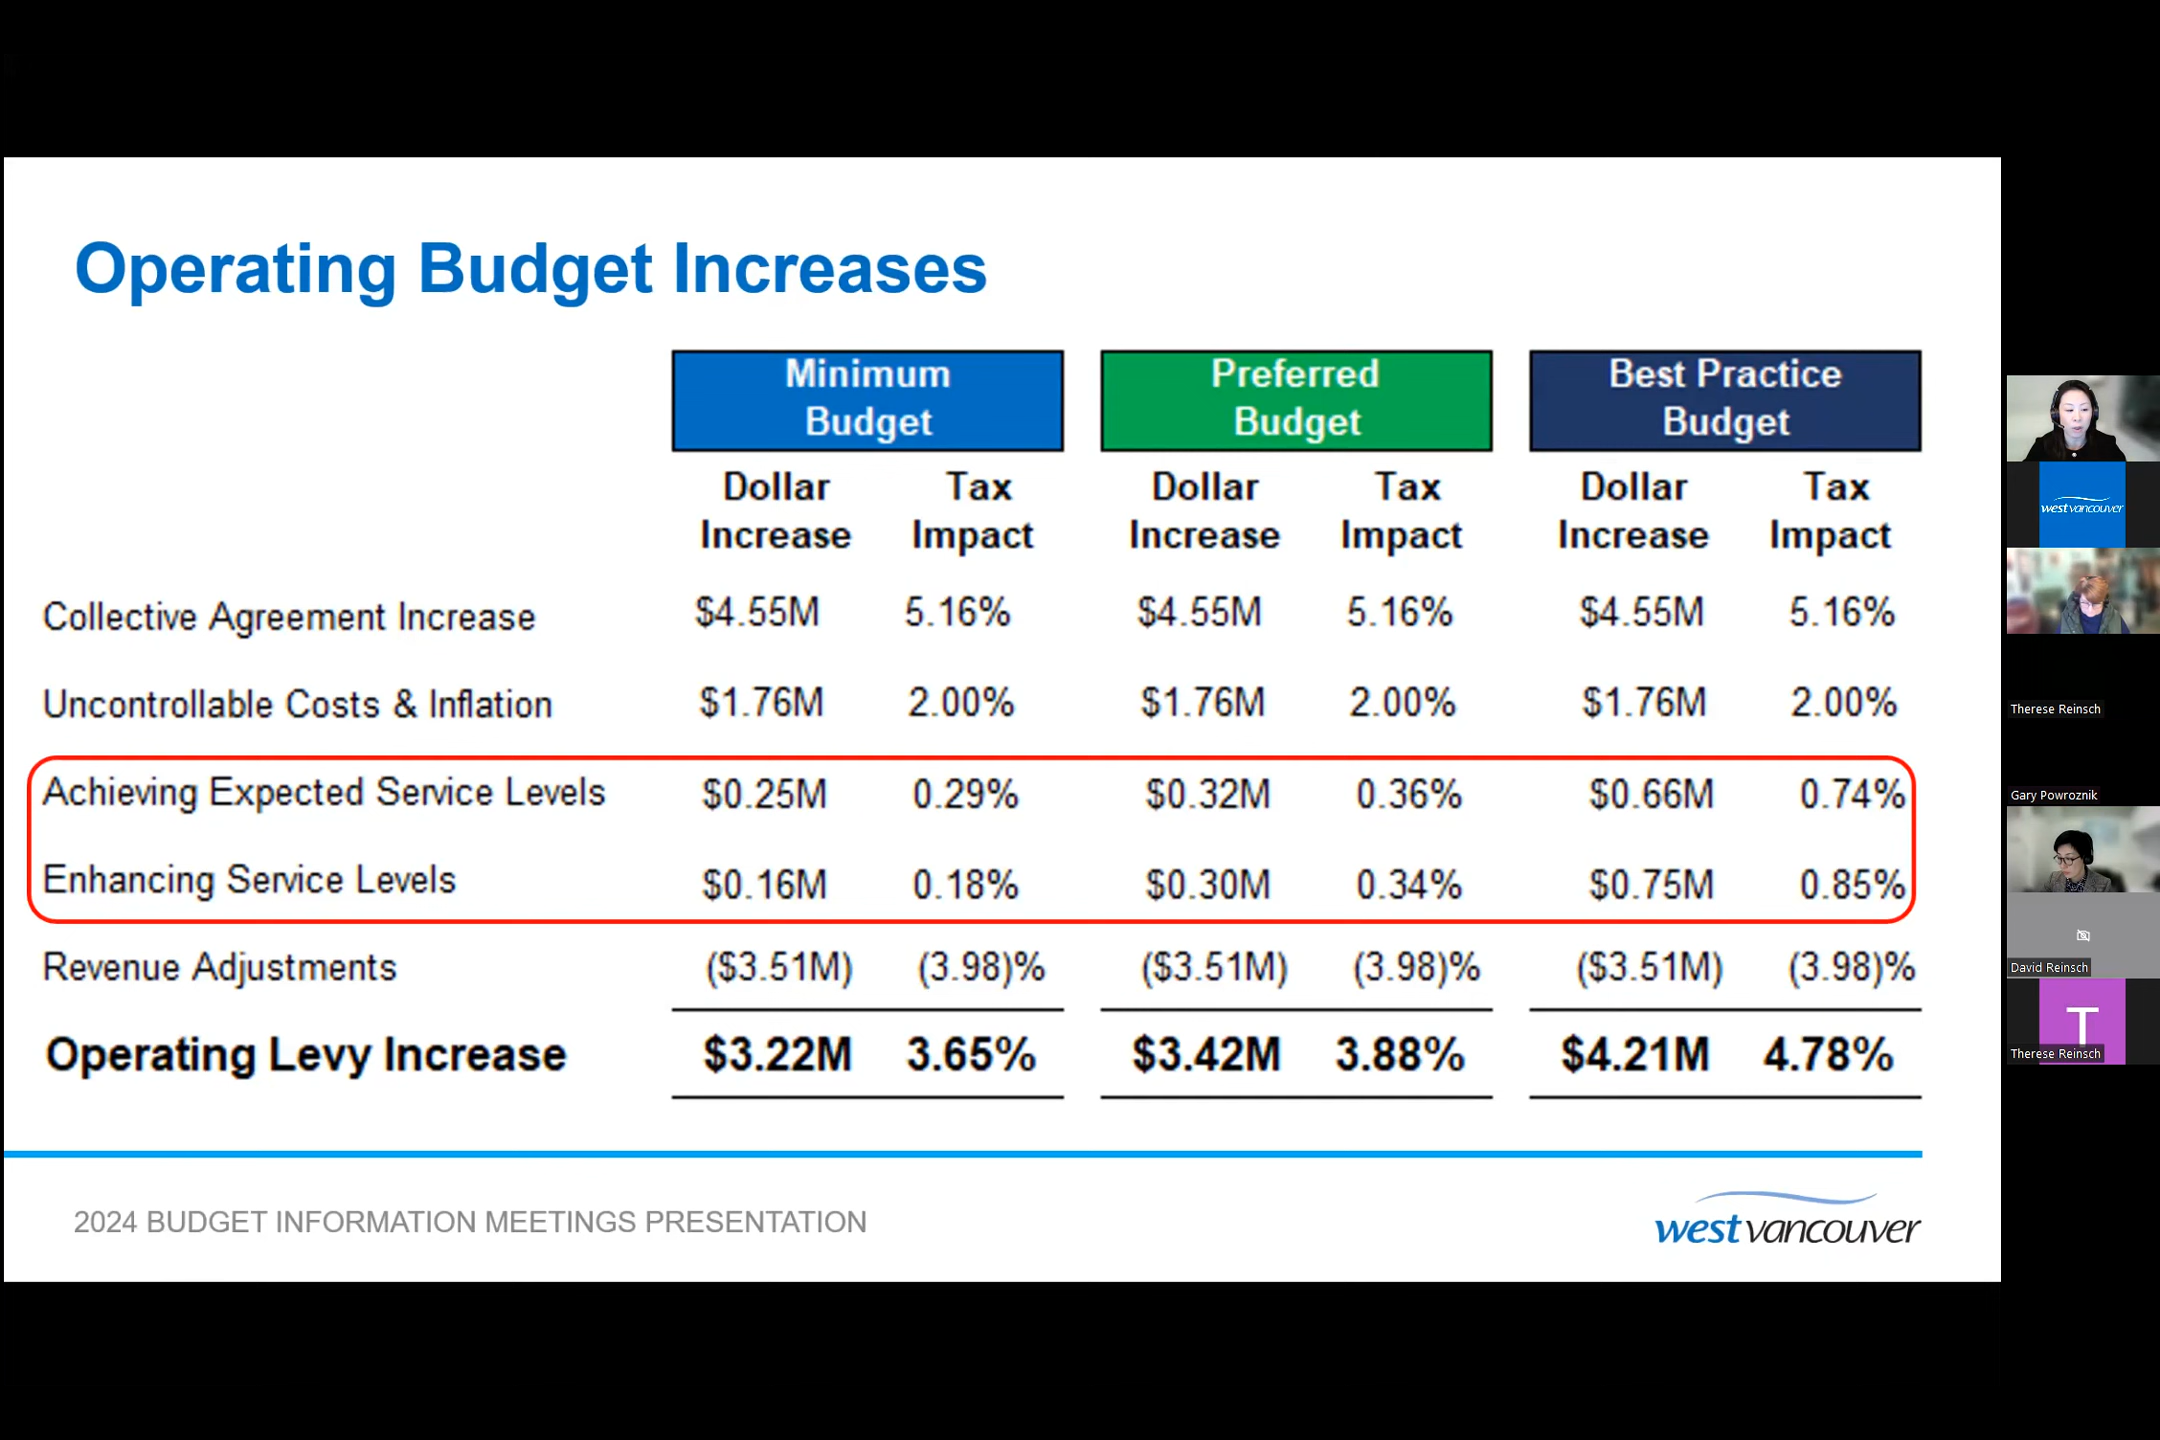 Operating Budget Increases
Minimum Budget
Preferred Budget
Best Practice Budget
Dollar Increase Tax Impact Dollar Increase Tax Impact Dollar Increase Tax Impact
Collective Agreement Increase $4.55M 5.16% $4.55M 5.16% $4.55M 5.16%
Uncontrollable Costs & Inflation $1.76M 2.00% $1.76M 2.00% $1.76M 2.00%
Achieving Expected Service Levels $0.25M 0.29% $0.32M 0.36% $0.66M 0.74%
Enhancing Service Levels $0.16M 0.18% $0.30M 0.34% $0.75M 0.85%
Revenue Adjustments ($3.51M) (3.98)% ($3.51M) (3.98)% ($3.51M) (3.98)%
Operating Levy Increase $3.22M 3.65% $3.42M 3.88% $4.21M 4.78%
2024 BUDGET INFORMATION MEETINGS PRESENTATION
westvancouver
westvancouver
Therese Reinsch
Gary Powroznik
David Reinsch
T
Therese Reinsch